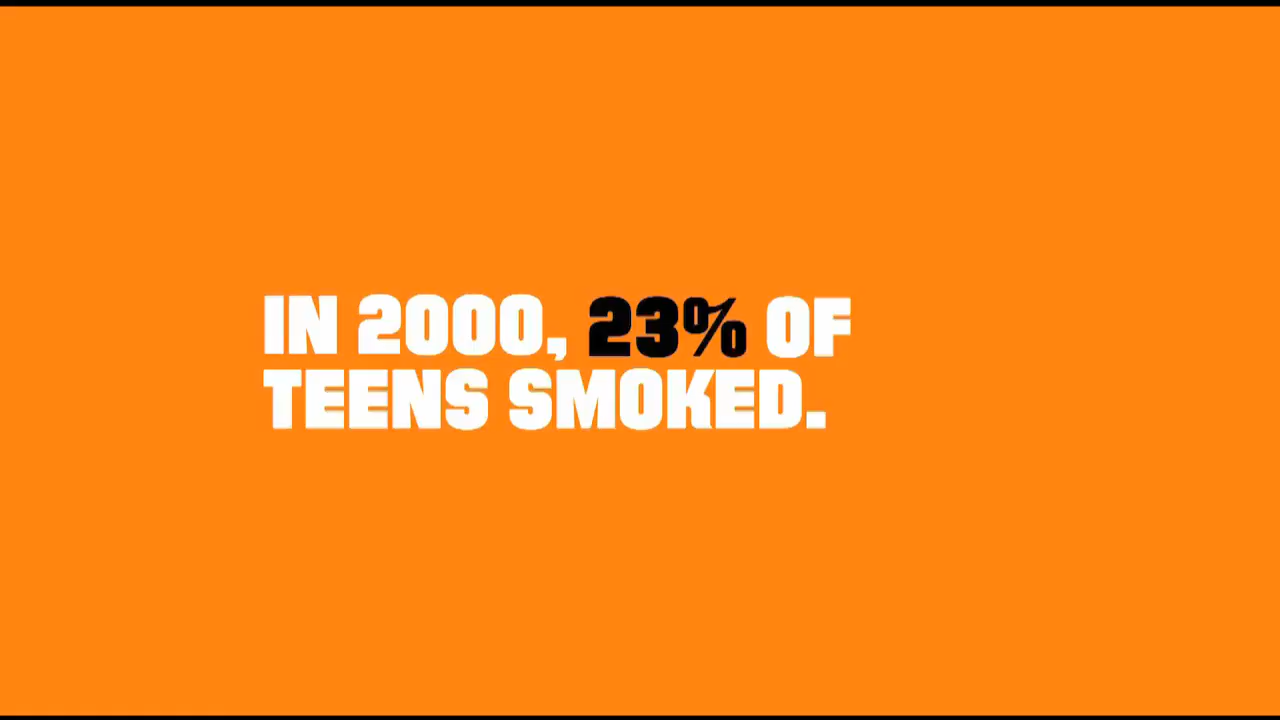 IN 2000, 23% OF
TEENS SMOKED.